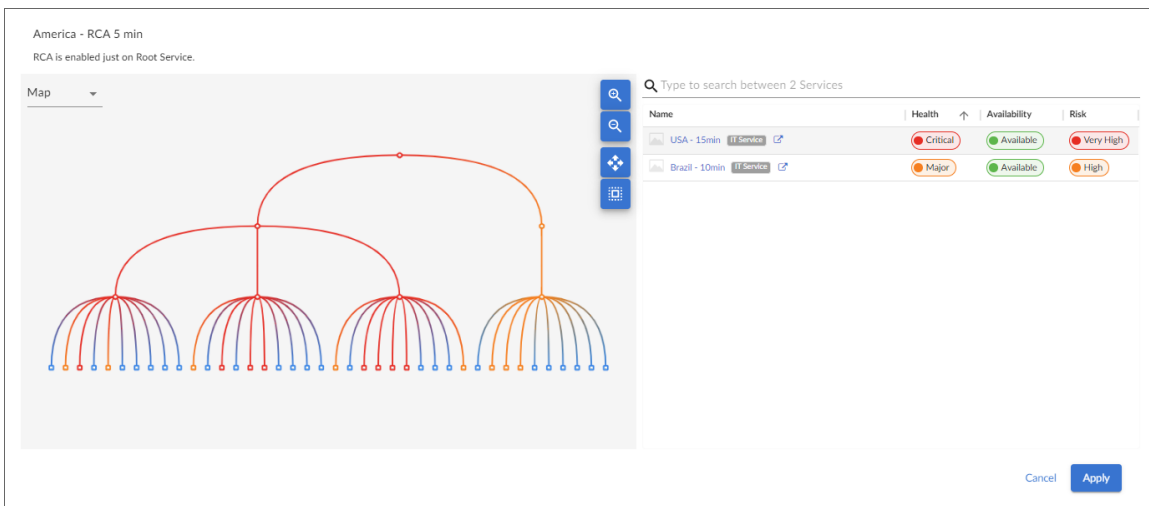 America - RCA 5 min
RCA is enabled just on Root Service.
Map
Type to search between 2 Services
Name Health Availability Risk
USA - 15min IT Service Critical Available Very High
Brazil - 10min IT Service Major Available High
Cancel Apply